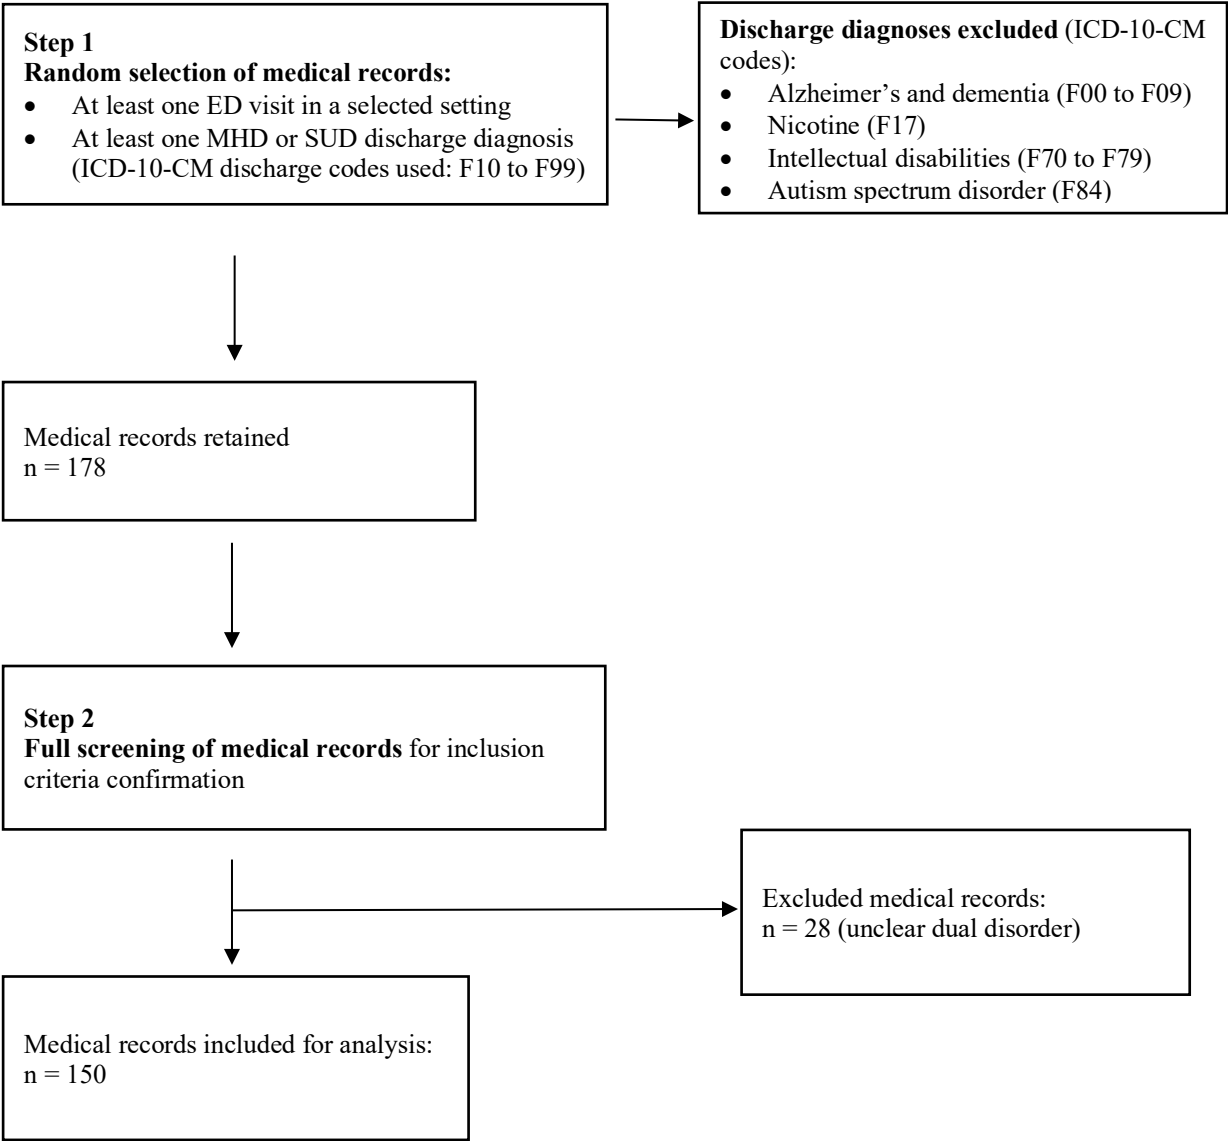 Step 1
Random selection of medical records:
• At least one ED visit in a selected setting
• At least one MHD or SUD discharge diagnosis
(ICD-10-CM discharge codes used: F10 to F99)
Discharge diagnoses excluded (ICD-10-CM
codes):
• Alzheimer’s and dementia (F00 to F09)
• Nicotine (F17)
• Intellectual disabilities (F70 to F79)
• Autism spectrum disorder (F84)
Medical records retained
n = 178
Step 2
Full screening of medical records for inclusion
criteria confirmation
Excluded medical records:
n = 28 (unclear dual disorder)
Medical records included for analysis:
n = 150